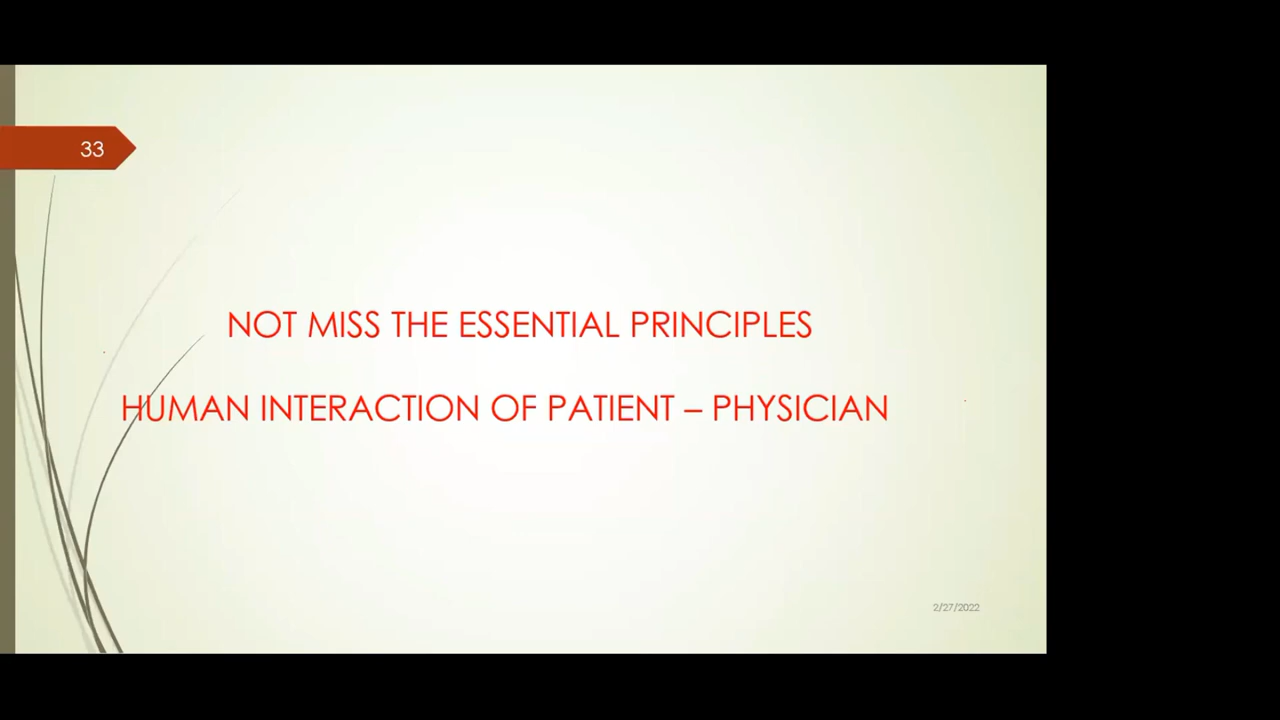 33
NOT MISS THE ESSENTIAL PRINCIPLES
HUMAN INTERACTION OF PATIENT – PHYSICIAN
2/27/2022